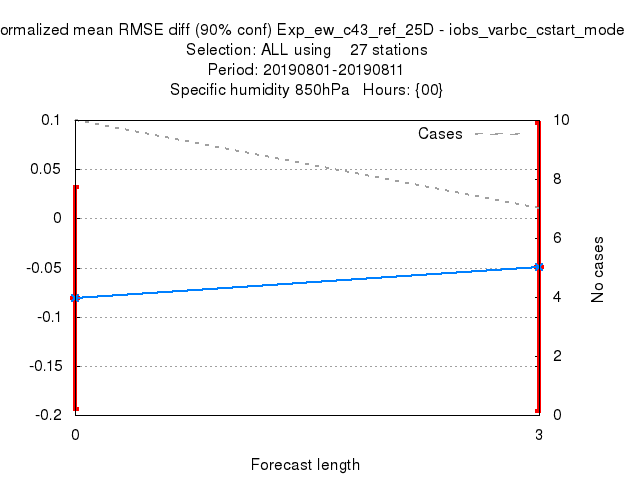 ormalized mean RMSE diff (90% conf) Exp_ew_c43_ref_25D - iobs_varbc_cstart_mode
Selection: ALL using 27 stations
Period: 20190801-20190811
Specific humidity 850hPa Hours: {00}
Cases
0.1
0.05
0
-0.05
-0.1
-0.15
-0.2
10
8
6
4
2
0
No cases
0
3
Forecast length